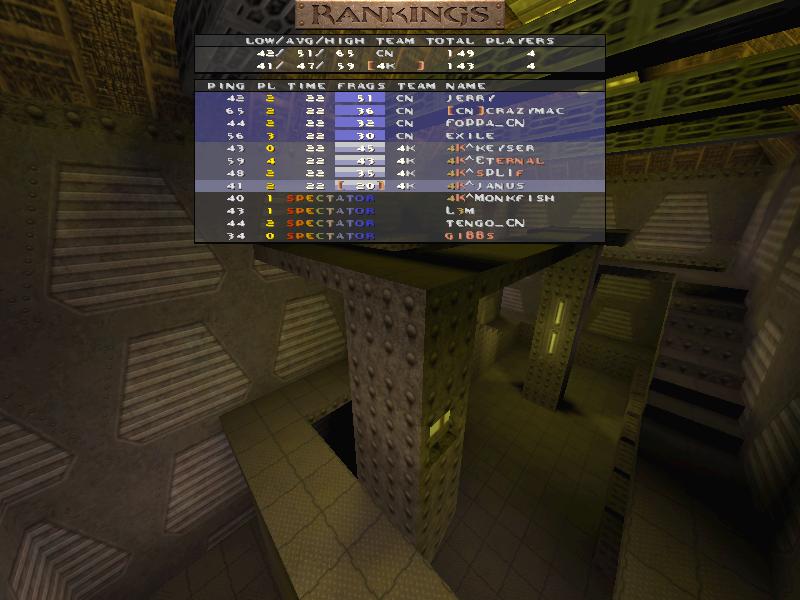 RANKINGS
LOW/AVG/HIGH TEAM TOTAL PLAYERS
42/ 51/ 65 CN 149 4
41/ 47/ 59 [4K ] 143 4
PING PL TIME FRAGS TEAM NAME
42 2 22 51 CN JERRY
65 2 22 36 CN [CN]CRAZYMAC
44 2 22 32 CN FOPPA_CN
56 3 22 30 CN EXILE
43 0 22 45 4K 4K^KEYSER
59 4 22 43 4K 4K^ETERNAL
48 2 22 35 4K 4K^SPLIF
41 2 22 [ 20] 4K 4K^JANUS
40 1 SPECTATOR 4K^MONKFISH
43 1 SPECTATOR L3M
44 2 SPECTATOR TENGO_CN
34 0 SPECTATOR GIBBS